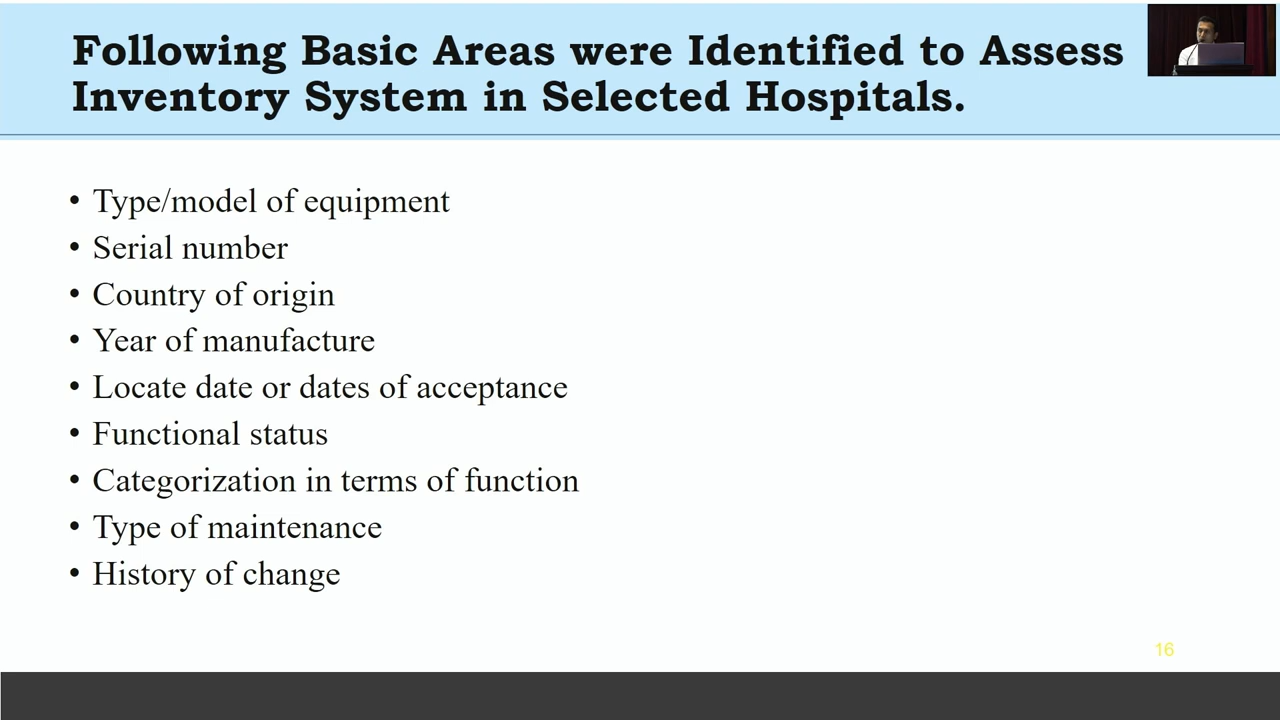 Following Basic Areas were Identified to Assess
Inventory System in Selected Hospitals.
• Type/model of equipment
• Serial number
• Country of origin
• Year of manufacture
• Locate date or dates of acceptance
• Functional status
• Categorization in terms of function
• Type of maintenance
• History of change
16